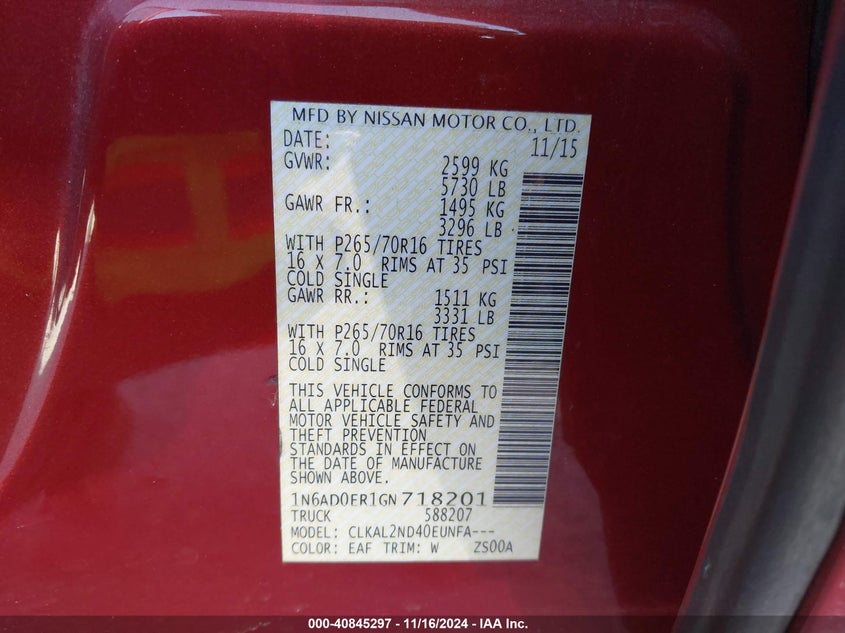 MFD BY NISSAN MOTOR CO., LTD.
DATE: 11/15
GVWR: 2599 KG
5730 LB
GAWR FR.: 1495 KG
3296 LB
WITH P265/70R16 TIRES
16 X 7.0 RIMS AT 35 PSI
COLD SINGLE
GAWR RR.: 1511 KG
3331 LB
WITH P265/70R16 TIRES
16 X 7.0 RIMS AT 35 PSI
COLD SINGLE
THIS VEHICLE CONFORMS TO
ALL APPLICABLE FEDERAL
MOTOR VEHICLE SAFETY AND
THEFT PREVENTION
STANDARDS IN EFFECT ON
THE DATE OF MANUFACTURE
SHOWN ABOVE.
1N6AD0ER1GN718201
TRUCK 588207
MODEL: CLKAL2ND40EUNFA---
COLOR: EAF TRIM: W ZS00A
000-40845297 - 11/16/2024 - IAA Inc.